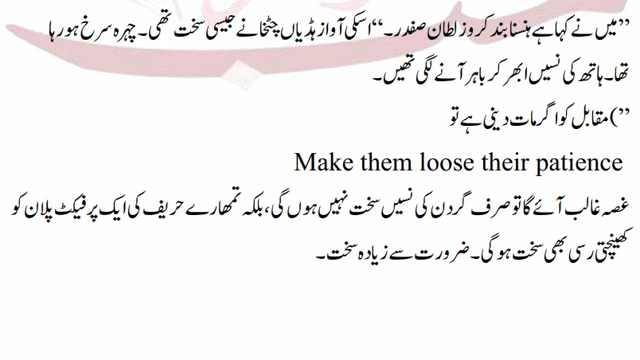 ”میں نے کہا ہے ہنسنا بند کرو زلطان صفدر۔“ اسکی آواز ہڈیاں چٹخانے جیسی سخت تھی۔ چہرہ سرخ ہو رہا
تھا۔ ہاتھ کی نسیں ابھر کر باہر آنے لگی تھیں۔
”)مقابل کو اگر مات دینی ہے تو
Make them loose their patience
غصہ غالب آئے گا تو صرف گردن کی نسیں سخت نہیں ہوں گی، بلکہ تمھارے حریف کی ایک پرفیکٹ پلان کو
کھینچتی رسی بھی سخت ہو گی۔ ضرورت سے زیادہ سخت۔